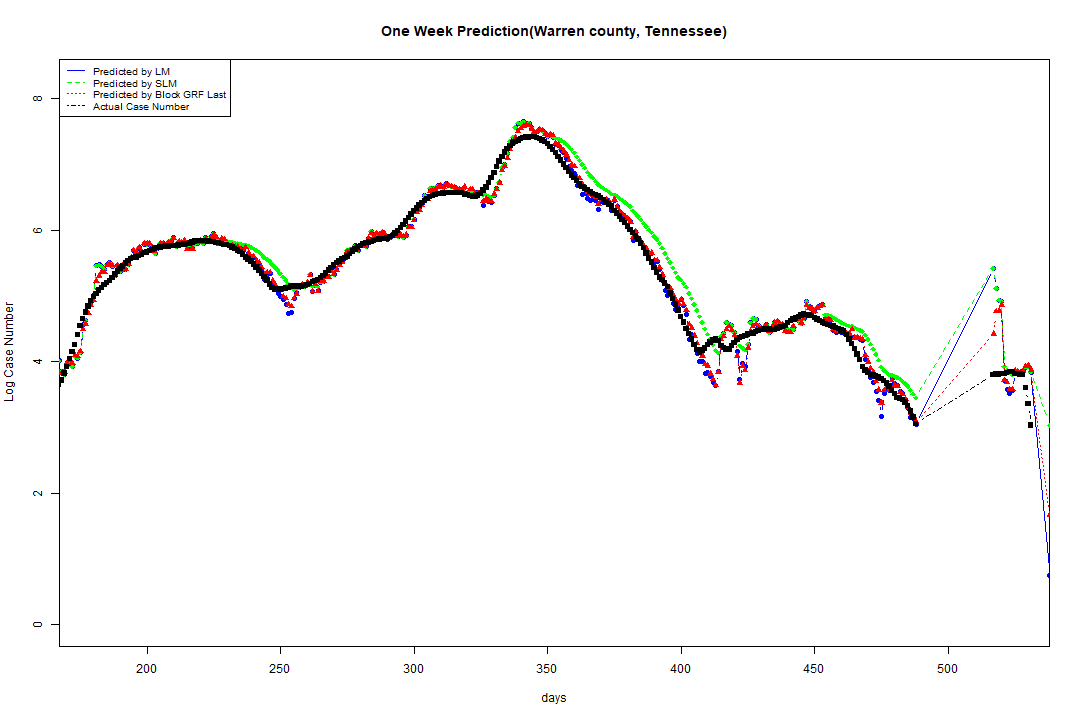 One Week Prediction(Warren county, Tennessee)
Predicted by LM
Predicted by SLM
Predicted by Block GRF Last
Actual Case Number
Log Case Number
8
6
4
2
0
200 250 300 350 400 450 500
days